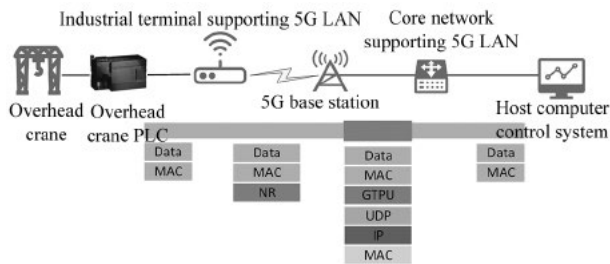 Industrial terminal supporting 5G LAN
Core network
supporting 5G LAN
Overhead
crane
Overhead
crane PLC
5G base station
Host computer
control system
Data
MAC
Data
MAC
NR
Data
MAC
GTPU
UDP
IP
MAC
Data
MAC